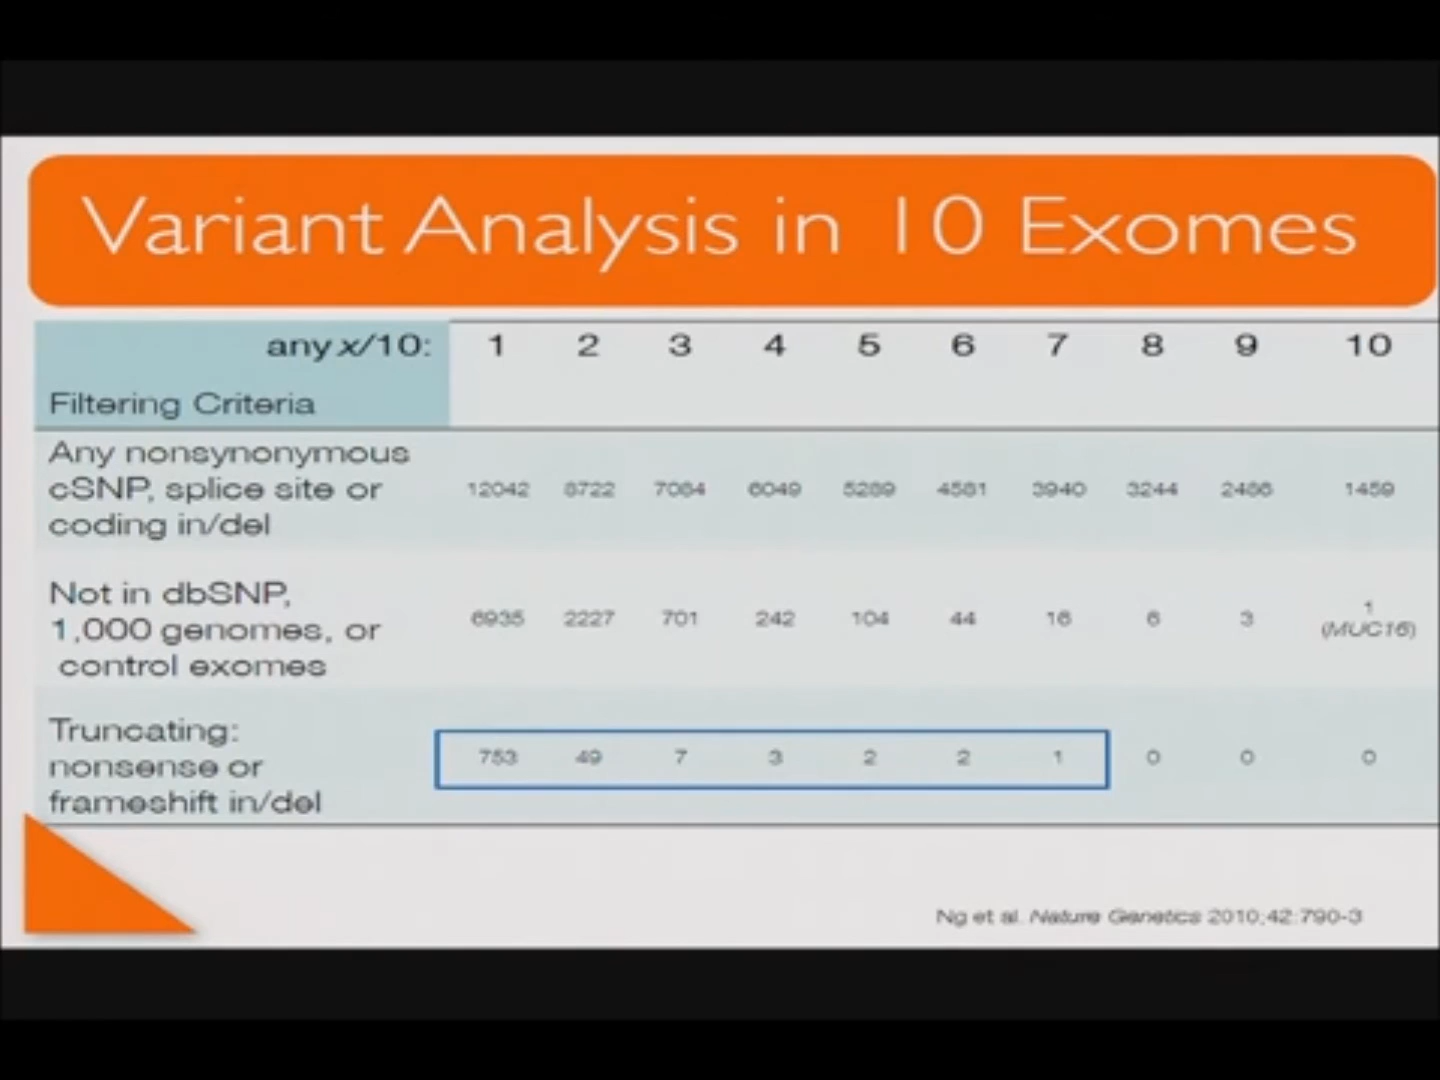 Variant Analysis in 10 Exomes
any x/10: 1 2 3 4 5 6 7 8 9 10
Filtering Criteria
Any nonsynonymous
cSNP, splice site or 12042 8722 7084 6049 5289 4581 3940 3244 2486 1459
coding in/del
Not in dbSNP,
1,000 genomes, or 6935 2227 701 242 104 44 16 6 3 1 (MUC16)
control exomes
Truncating:
nonsense or 753 49 7 3 2 2 1 0 0 0
frameshift in/del
Ng et al. Nature Genetics 2010;42:790-3